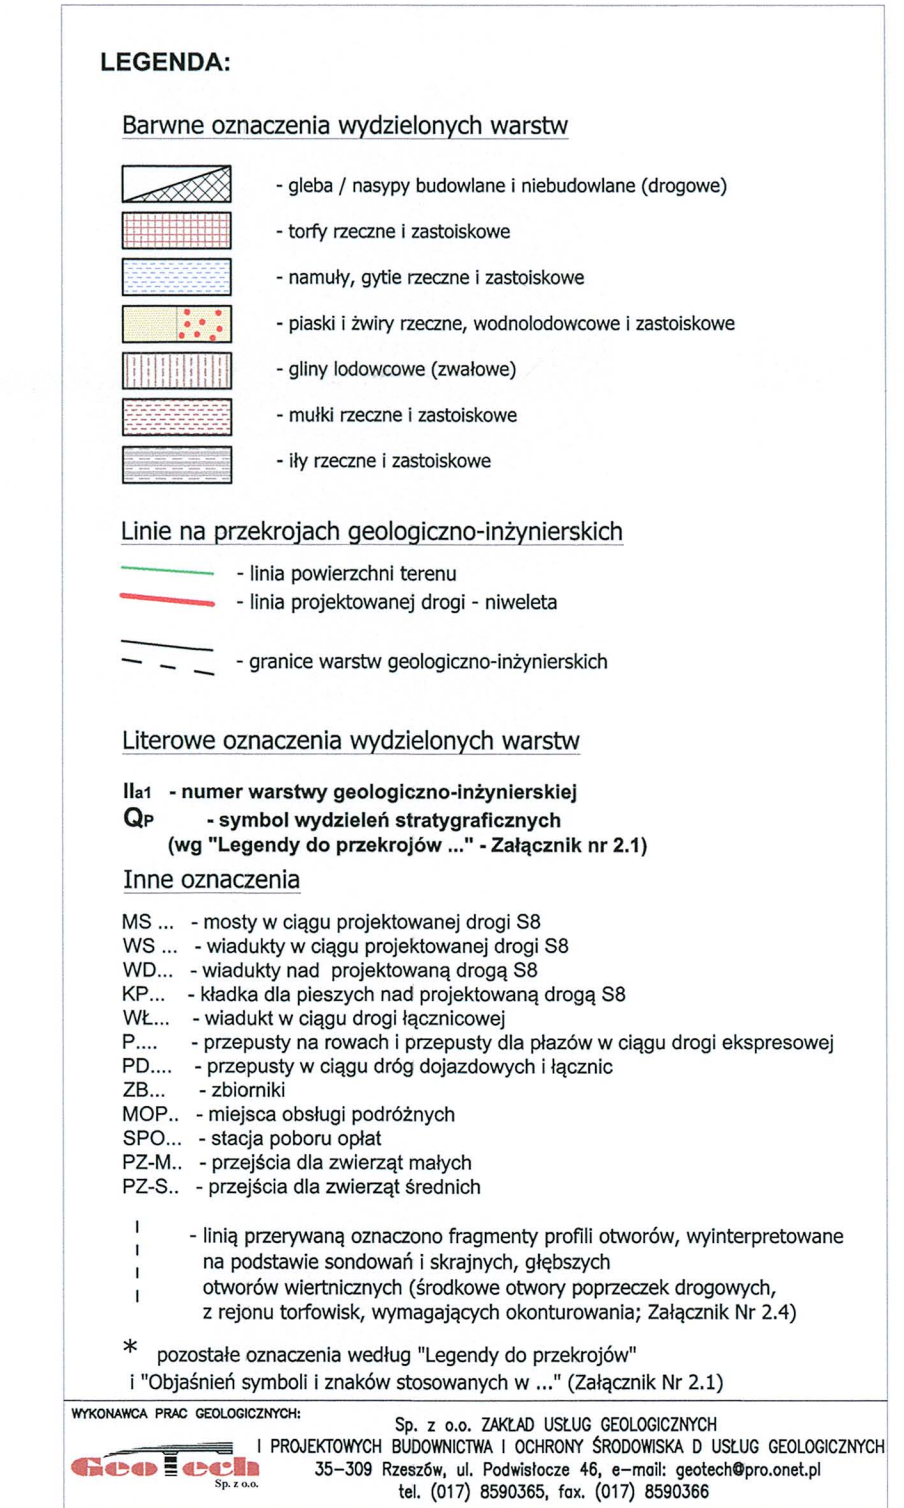 LEGENDA:
Barwne oznaczenia wydzielonych warstw
- gleba / nasypy budowlane i niebudowlane (drogowe)
- torfy rzeczne i zastoiskowe
- namuły, gytie rzeczne i zastoiskowe
- piaski i żwiry rzeczne, wodnolodowcowe i zastoiskowe
- gliny lodowcowe (zwałowe)
- mułki rzeczne i zastoiskowe
- iły rzeczne i zastoiskowe
Linie na przekrojach geologiczno-inżynierskich
- linia powierzchni terenu
- linia projektowanej drogi - niweleta
- granice warstw geologiczno-inżynierskich
Literowe oznaczenia wydzielonych warstw
IIa1 - numer warstwy geologiczno-inżynierskiej
QP - symbol wydzieleń stratygraficznych
(wg "Legendy do przekrojów ..." - Załącznik nr 2.1)
Inne oznaczenia
MS ... - mosty w ciągu projektowanej drogi S8
WS ... - wiadukty w ciągu projektowanej drogi S8
WD... - wiadukty nad projektowaną drogą S8
KP... - kładka dla pieszych nad projektowaną drogą S8
WŁ... - wiadukt w ciągu drogi łącznicowej
P.... - przepusty na rowach i przepusty dla płazów w ciągu drogi ekspresowej
PD.... - przepusty w ciągu dróg dojazdowych i łącznic
ZB... - zbiorniki
MOP.. - miejsca obsługi podróżnych
SPO... - stacja poboru opłat
PZ-M.. - przejścia dla zwierząt małych
PZ-S.. - przejścia dla zwierząt średnich
- linią przerywaną oznaczono fragmenty profili otworów, wyinterpretowane
na podstawie sondowań i skrajnych, głębszych
otworów wiertnicznych (środkowe otwory poprzeczek drogowych,
z rejonu torfowisk, wymagających okonturowania; Załącznik Nr 2.4)
* pozostałe oznaczenia według "Legendy do przekrojów"
i "Objaśnień symboli i znaków stosowanych w ..." (Załącznik Nr 2.1)
WYKONAWCA PRAC GEOLOGICZNYCH:
Sp. z o.o. ZAKŁAD USŁUG GEOLOGICZNYCH
I PROJEKTOWYCH BUDOWNICTWA I OCHRONY ŚRODOWISKA D USŁUG GEOLOGICZNYCH
GeoTech
35-309 Rzeszów, ul. Podwisłocze 46, e-mail: geotech@pro.onet.pl
Sp. z o.o.
tel. (017) 8590365, fax. (017) 8590366